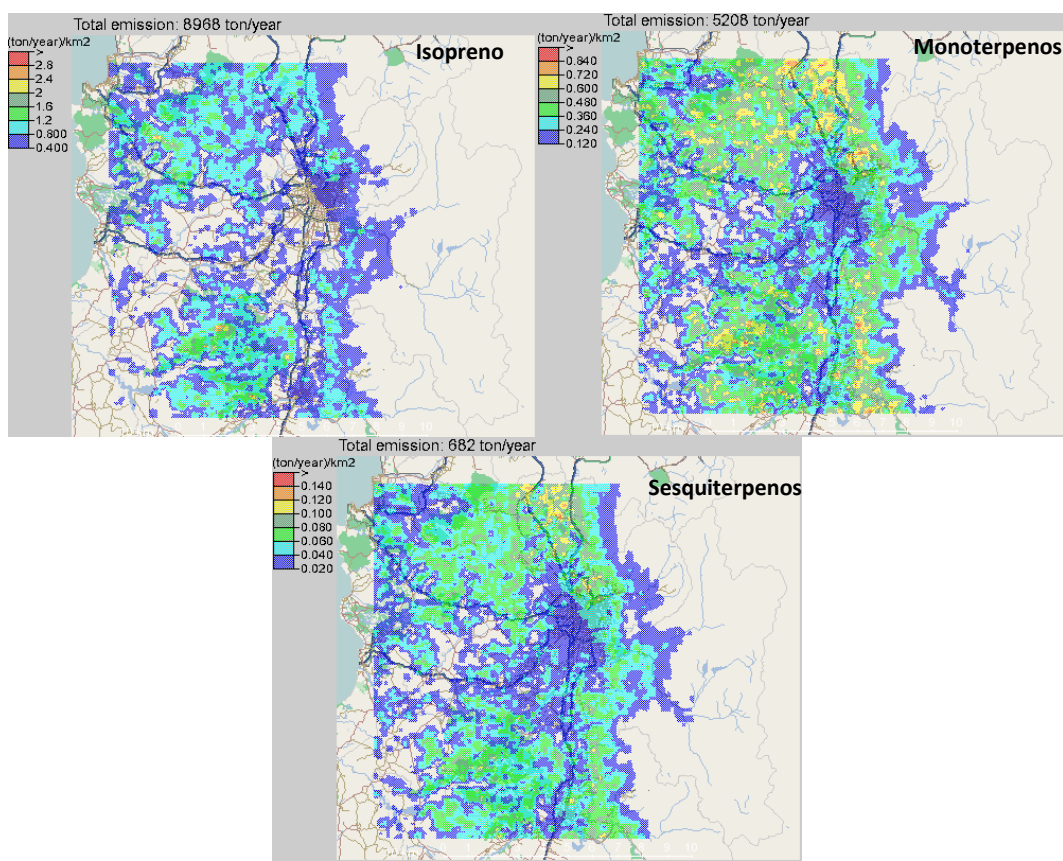 Total emission: 8968 ton/year
(ton/year)/km2
Isopreno
>
2.8
2.4
2
1.6
1.2
0.800
0.400
Total emission: 5208 ton/year
(ton/year)/km2
Monoterpenos
>
0.840
0.720
0.600
0.480
0.360
0.240
0.120
Total emission: 682 ton/year
(ton/year)/km2
Sesquiterpenos
>
0.140
0.120
0.100
0.080
0.060
0.040
0.020